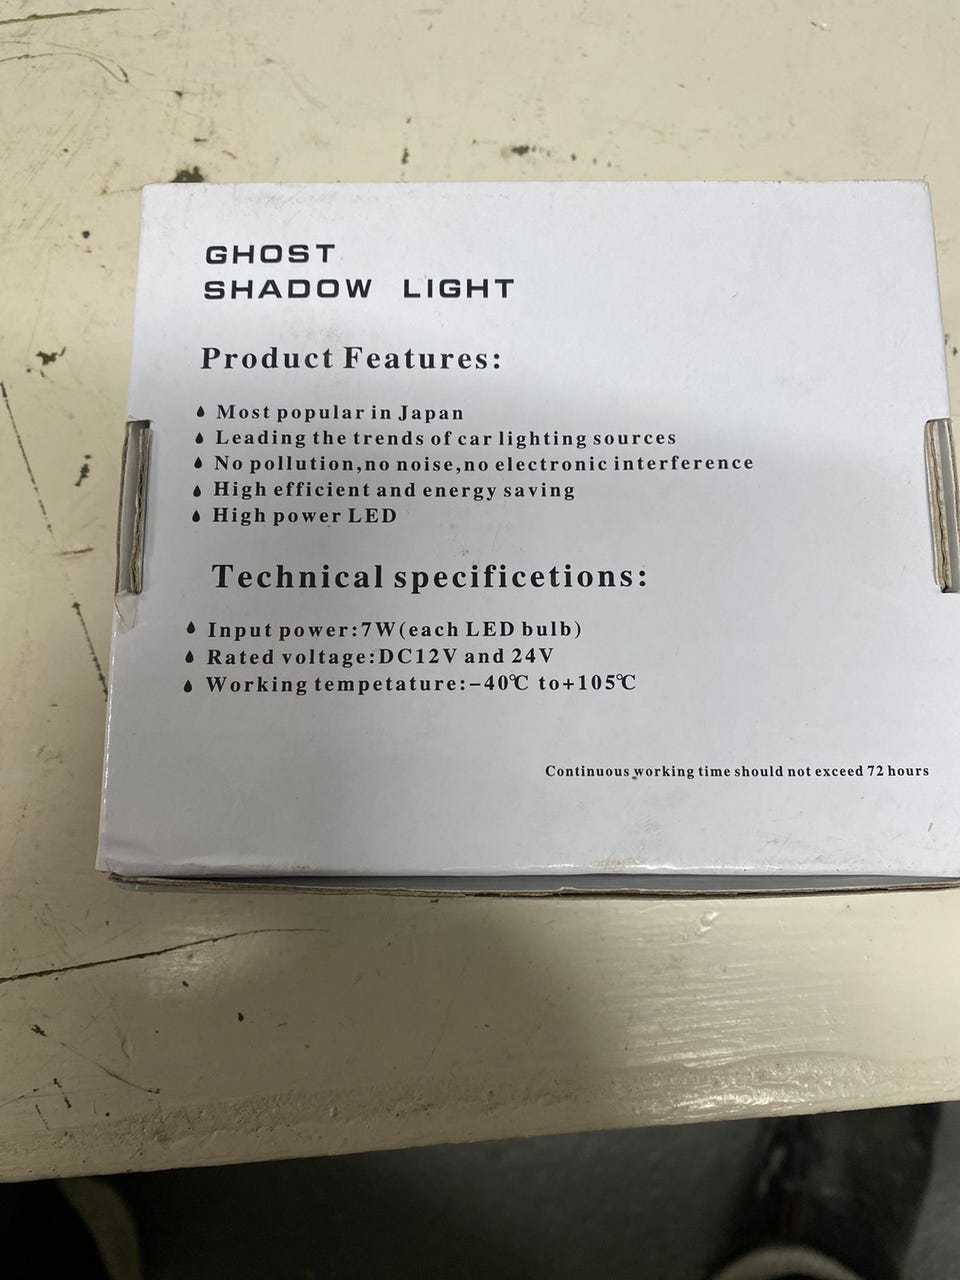 GHOST
SHADOW LIGHT
Product Features:
Most popular in Japan
Leading the trends of car lighting sources
No pollution,no noise,no electronic interference
High efficient and energy saving
High power LED
Technical specificetions:
Input power:7W(each LED bulb)
Rated voltage:DC12V and 24V
Working tempetature:-40℃ to+105℃
Continuous working time should not exceed 72 hours